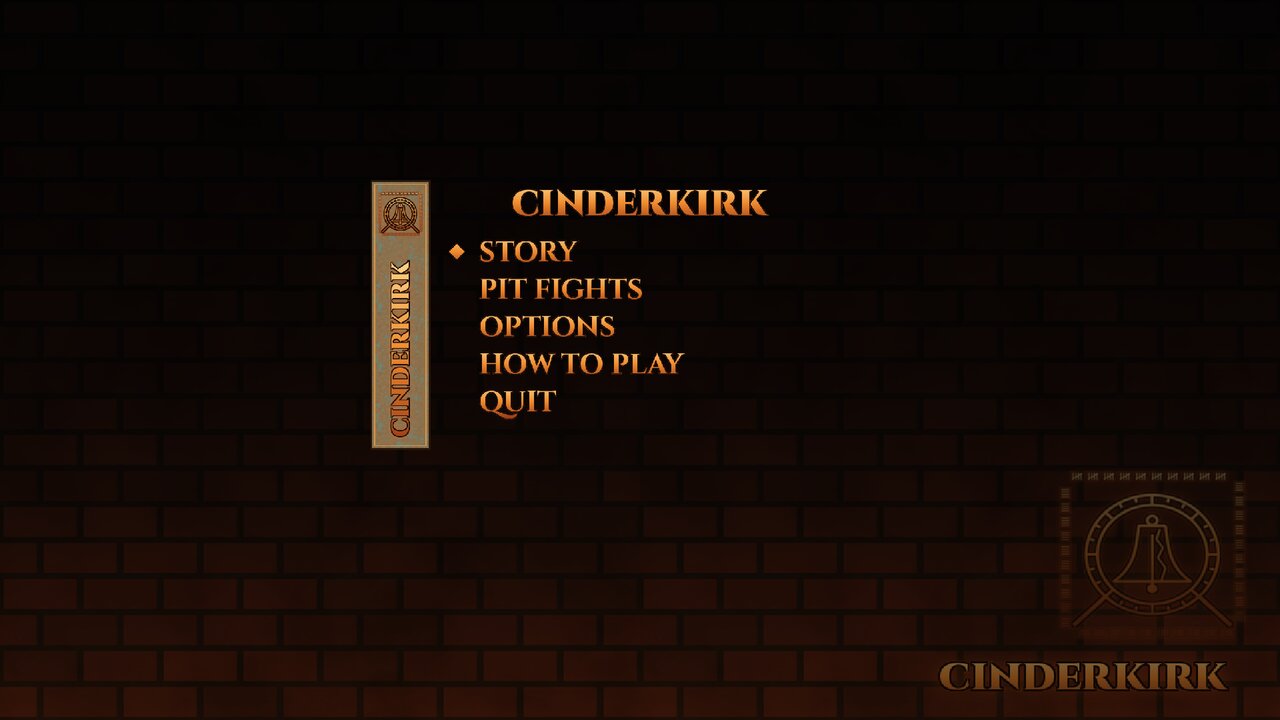 CINDERKIRK
CINDERKIRK
STORY
PIT FIGHTS
OPTIONS
HOW TO PLAY
QUIT
CINDERKIRK